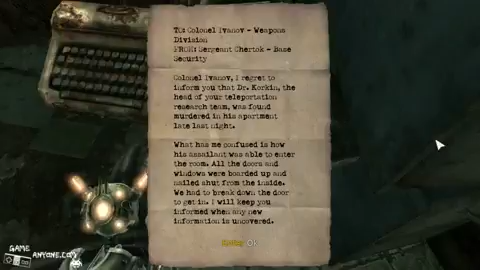 TO: Colonel Ivanov - Weapons
Division
FROM: Sergeant Chertok - Base
Security
Colonel Ivanov, I regret to
inform you that Dr. Korkin, the
head of your teleportation
research team, was found
murdered in his apartment
late last night.
What has me confused is how
his assailant was able to enter
the room. All the doors and
windows were boarded up and
nailed shut from the inside.
We had to break down the door
to get in. I will keep you
informed when any new
information is uncovered.
OK
GAME
ANYONE.COM